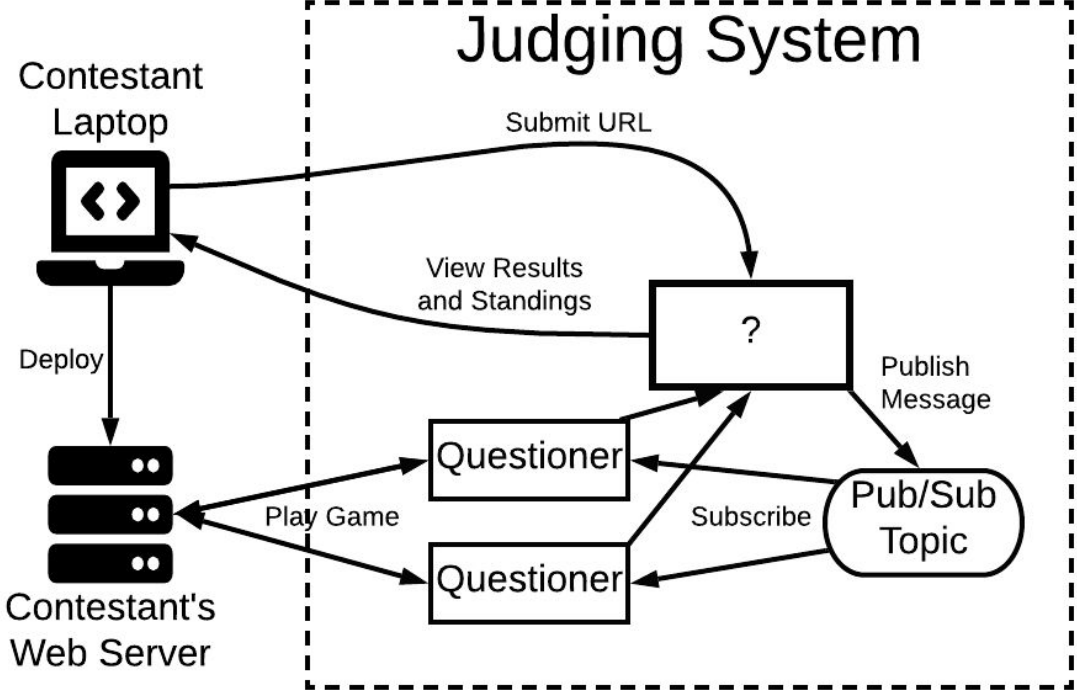 Judging System
Contestant
Laptop
Submit URL
View Results
and Standings
?
Deploy
Publish
Message
Questioner
Play Game
Subscribe
Pub/Sub
Topic
Questioner
Contestant's
Web Server